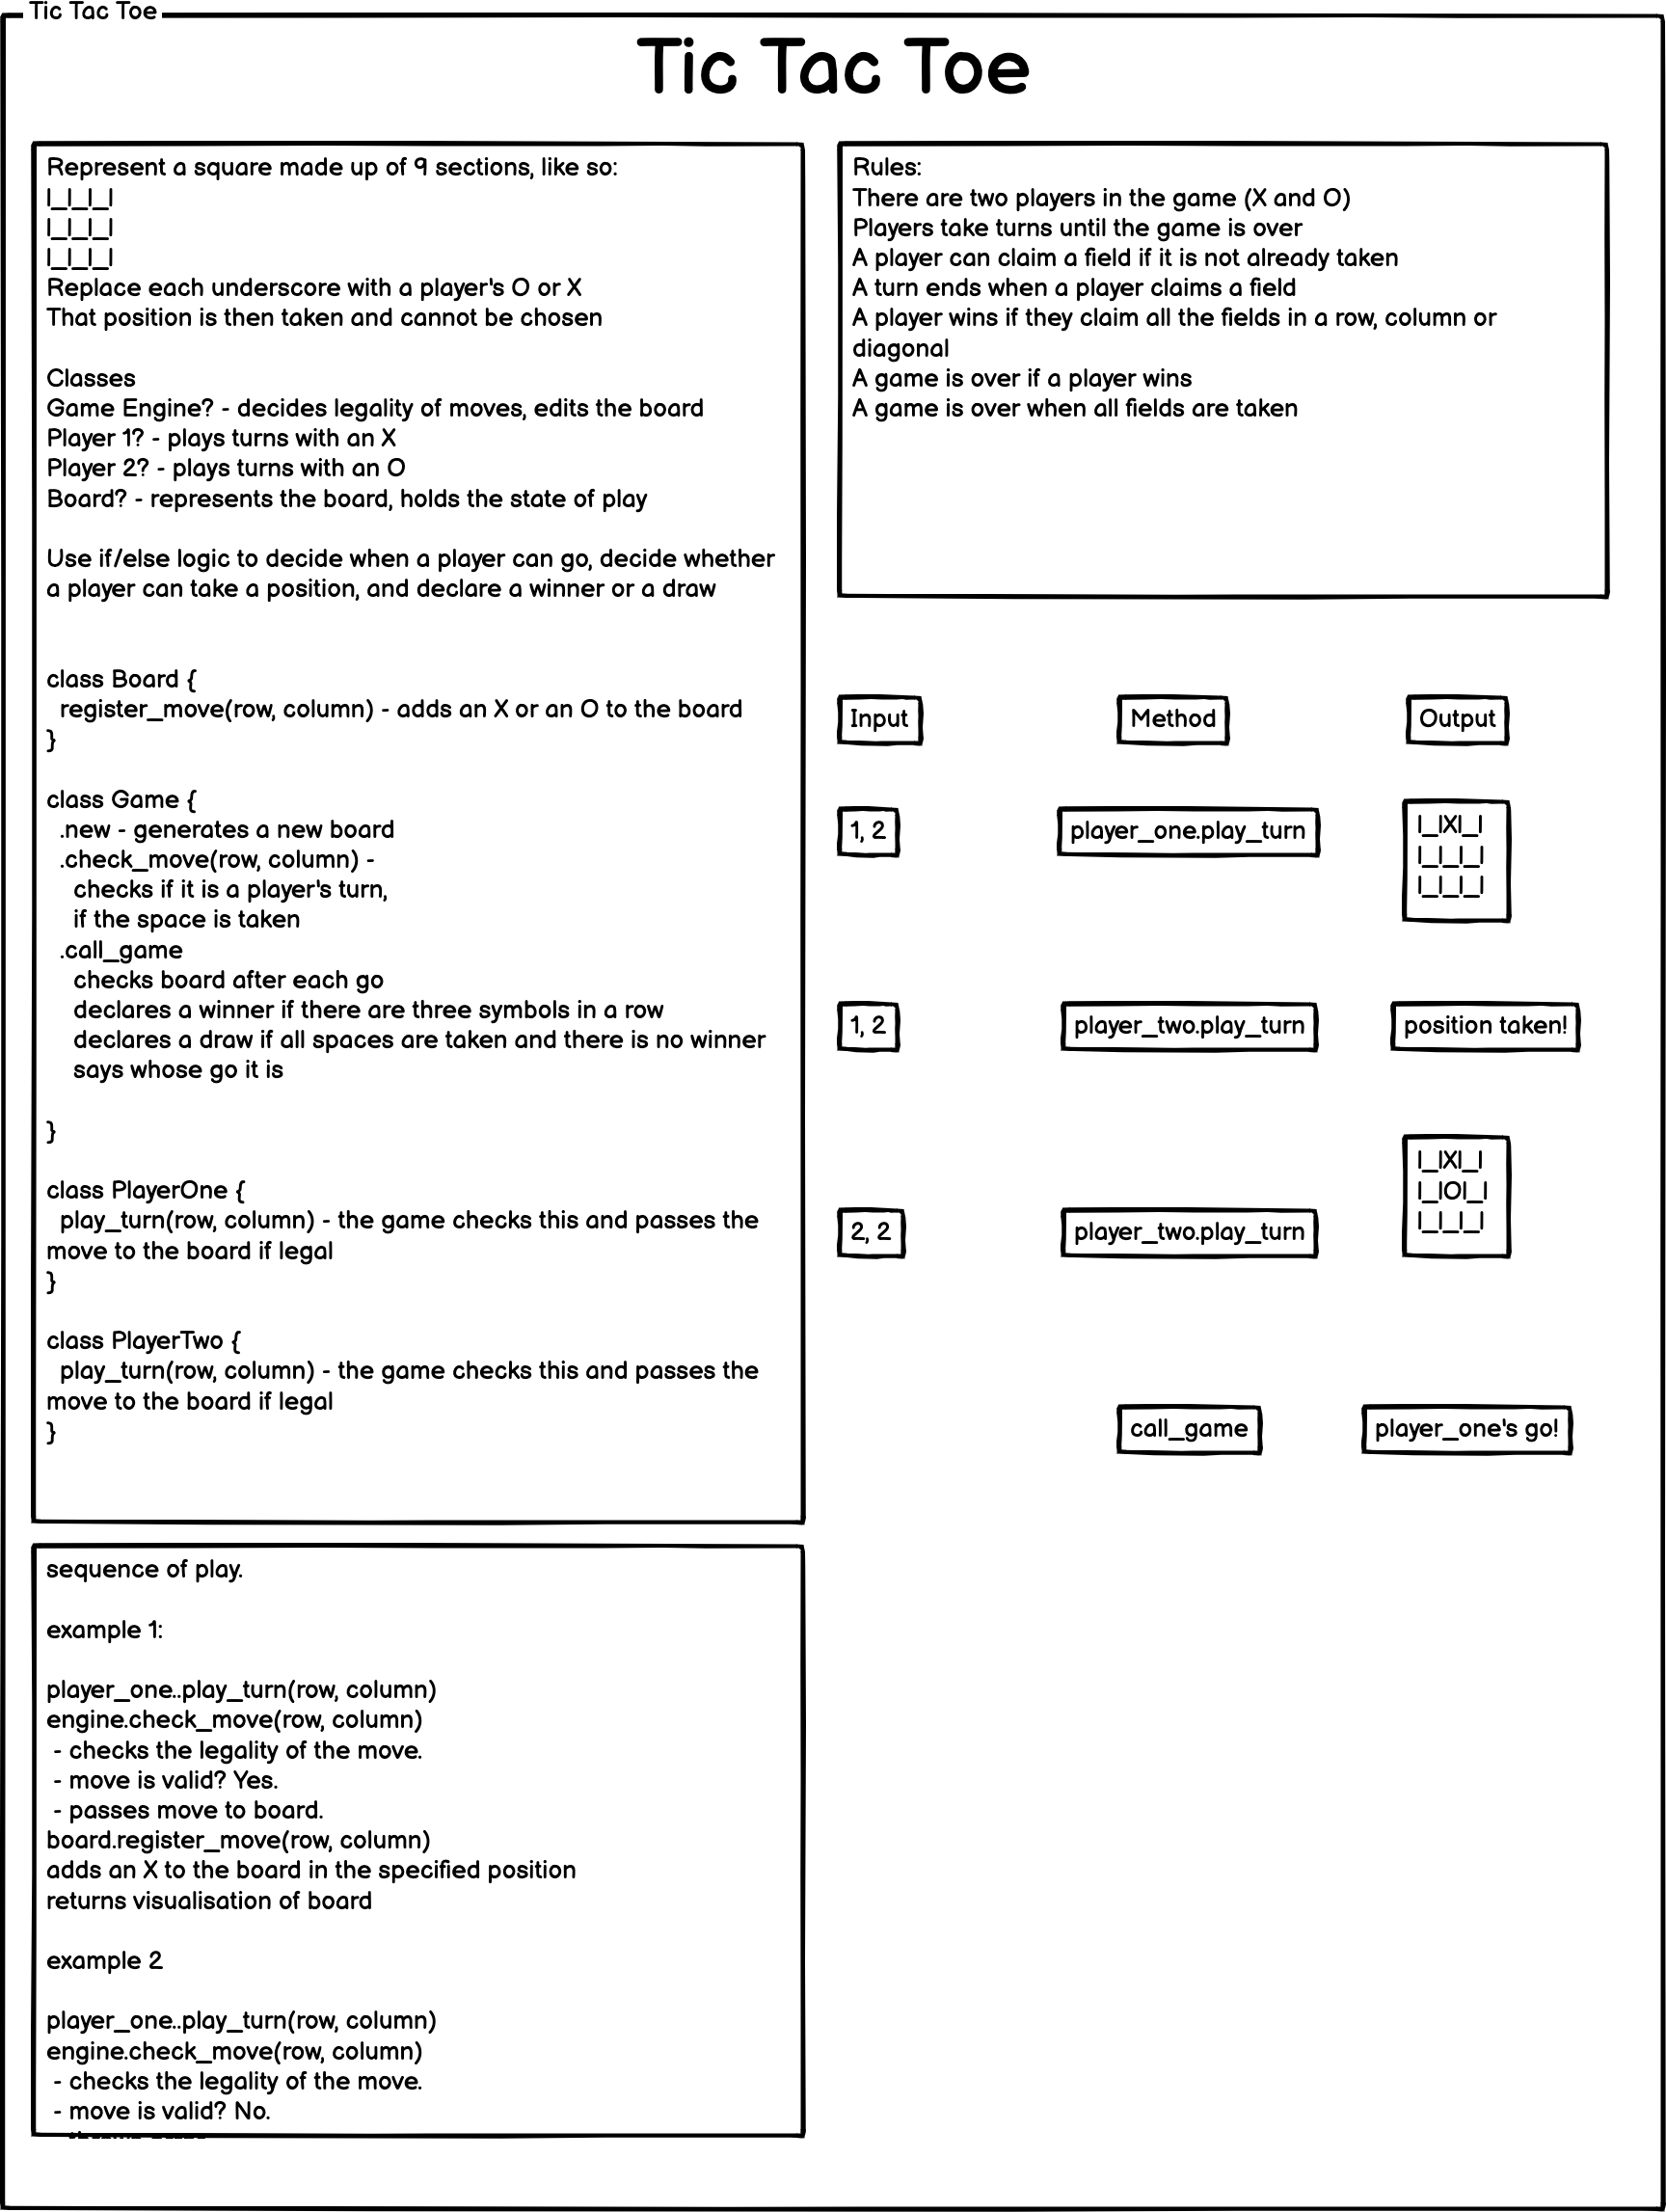 Tic Tac Toe
Tic Tac Toe
Represent a square made up of 9 sections, like so:
|_|_|_|
|_|_|_|
|_|_|_|
Replace each underscore with a player's O or X
That position is then taken and cannot be chosen
Classes
Game Engine? - decides legality of moves, edits the board
Player 1? - plays turns with an X
Player 2? - plays turns with an O
Board? - represents the board, holds the state of play
Use if/else logic to decide when a player can go, decide whether
a player can take a position, and declare a winner or a draw
class Board {
  register_move(row, column) - adds an X or an O to the board
}
class Game {
  .new - generates a new board
  .check_move(row, column) -
    checks if it is a player's turn,
    if the space is taken
  .call_game
    checks board after each go
    declares a winner if there are three symbols in a row
    declares a draw if all spaces are taken and there is no winner
    says whose go it is
}
class PlayerOne {
  play_turn(row, column) - the game checks this and passes the
move to the board if legal
}
class PlayerTwo {
  play_turn(row, column) - the game checks this and passes the
move to the board if legal
}
Rules:
There are two players in the game (X and O)
Players take turns until the game is over
A player can claim a field if it is not already taken
A turn ends when a player claims a field
A player wins if they claim all the fields in a row, column or
diagonal
A game is over if a player wins
A game is over when all fields are taken
Input
Method
Output
1, 2
player_one.play_turn
|_|X|_|
|_|_|_|
|_|_|_|
1, 2
player_two.play_turn
position taken!
2, 2
player_two.play_turn
|_|X|_|
|_|O|_|
|_|_|_|
call_game
player_one's go!
sequence of play.
example 1:
player_one..play_turn(row, column)
engine.check_move(row, column)
 - checks the legality of the move.
 - move is valid? Yes.
 - passes move to board.
board.register_move(row, column)
adds an X to the board in the specified position
returns visualisation of board
example 2
player_one..play_turn(row, column)
engine.check_move(row, column)
 - checks the legality of the move.
 - move is valid? No.